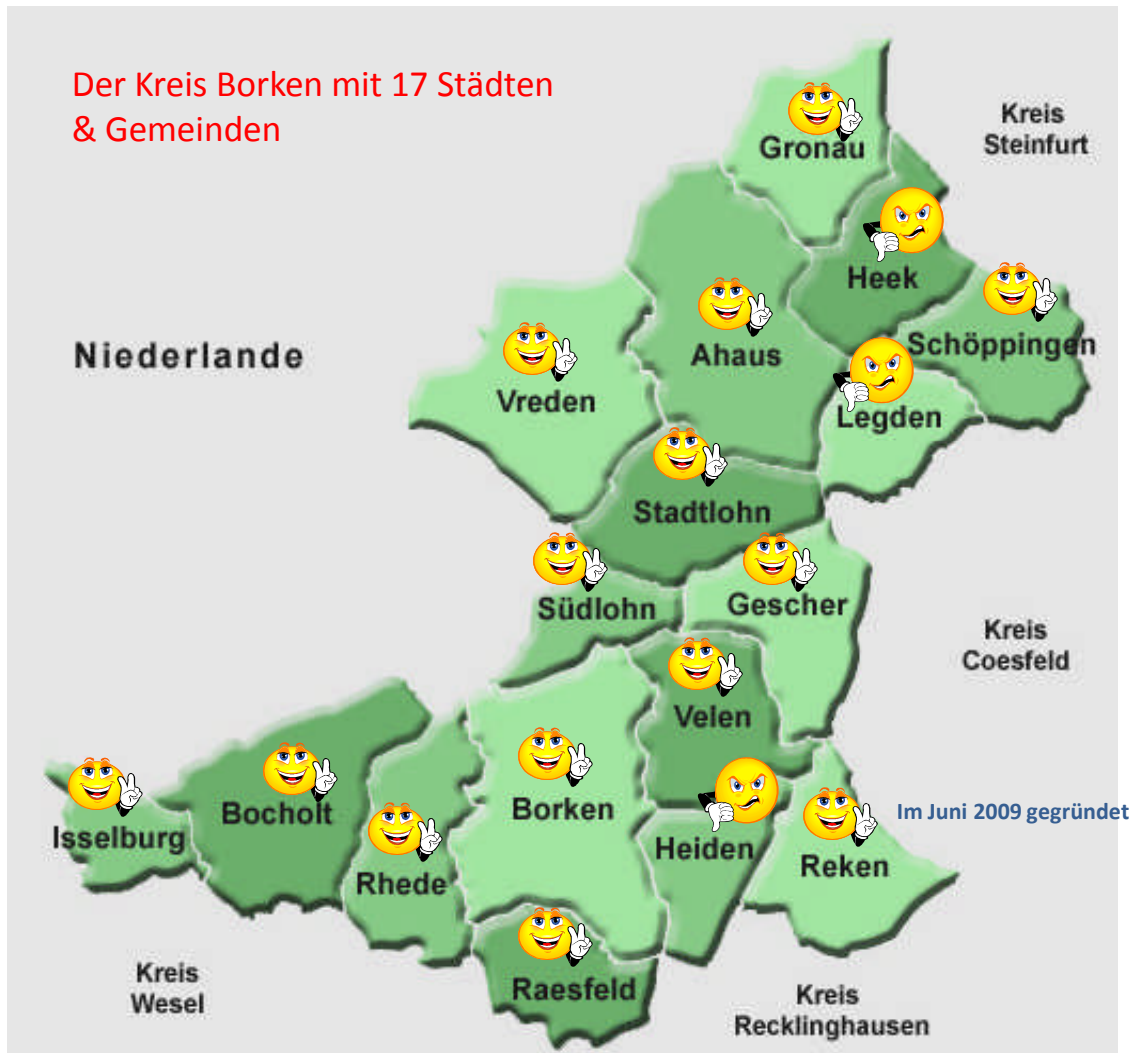 Der Kreis Borken mit 17 Städten
& Gemeinden
Kreis
Steinfurt
Gronau
Heek
Schöppingen
Niederlande
Ahaus
Vreden
Legden
Stadtlohn
Südlohn
Gescher
Kreis
Coesfeld
Velen
Isselburg
Bocholt
Rhede
Borken
Heiden
Reken
Im Juni 2009 gegründet
Raesfeld
Kreis
Wesel
Kreis
Recklinghausen